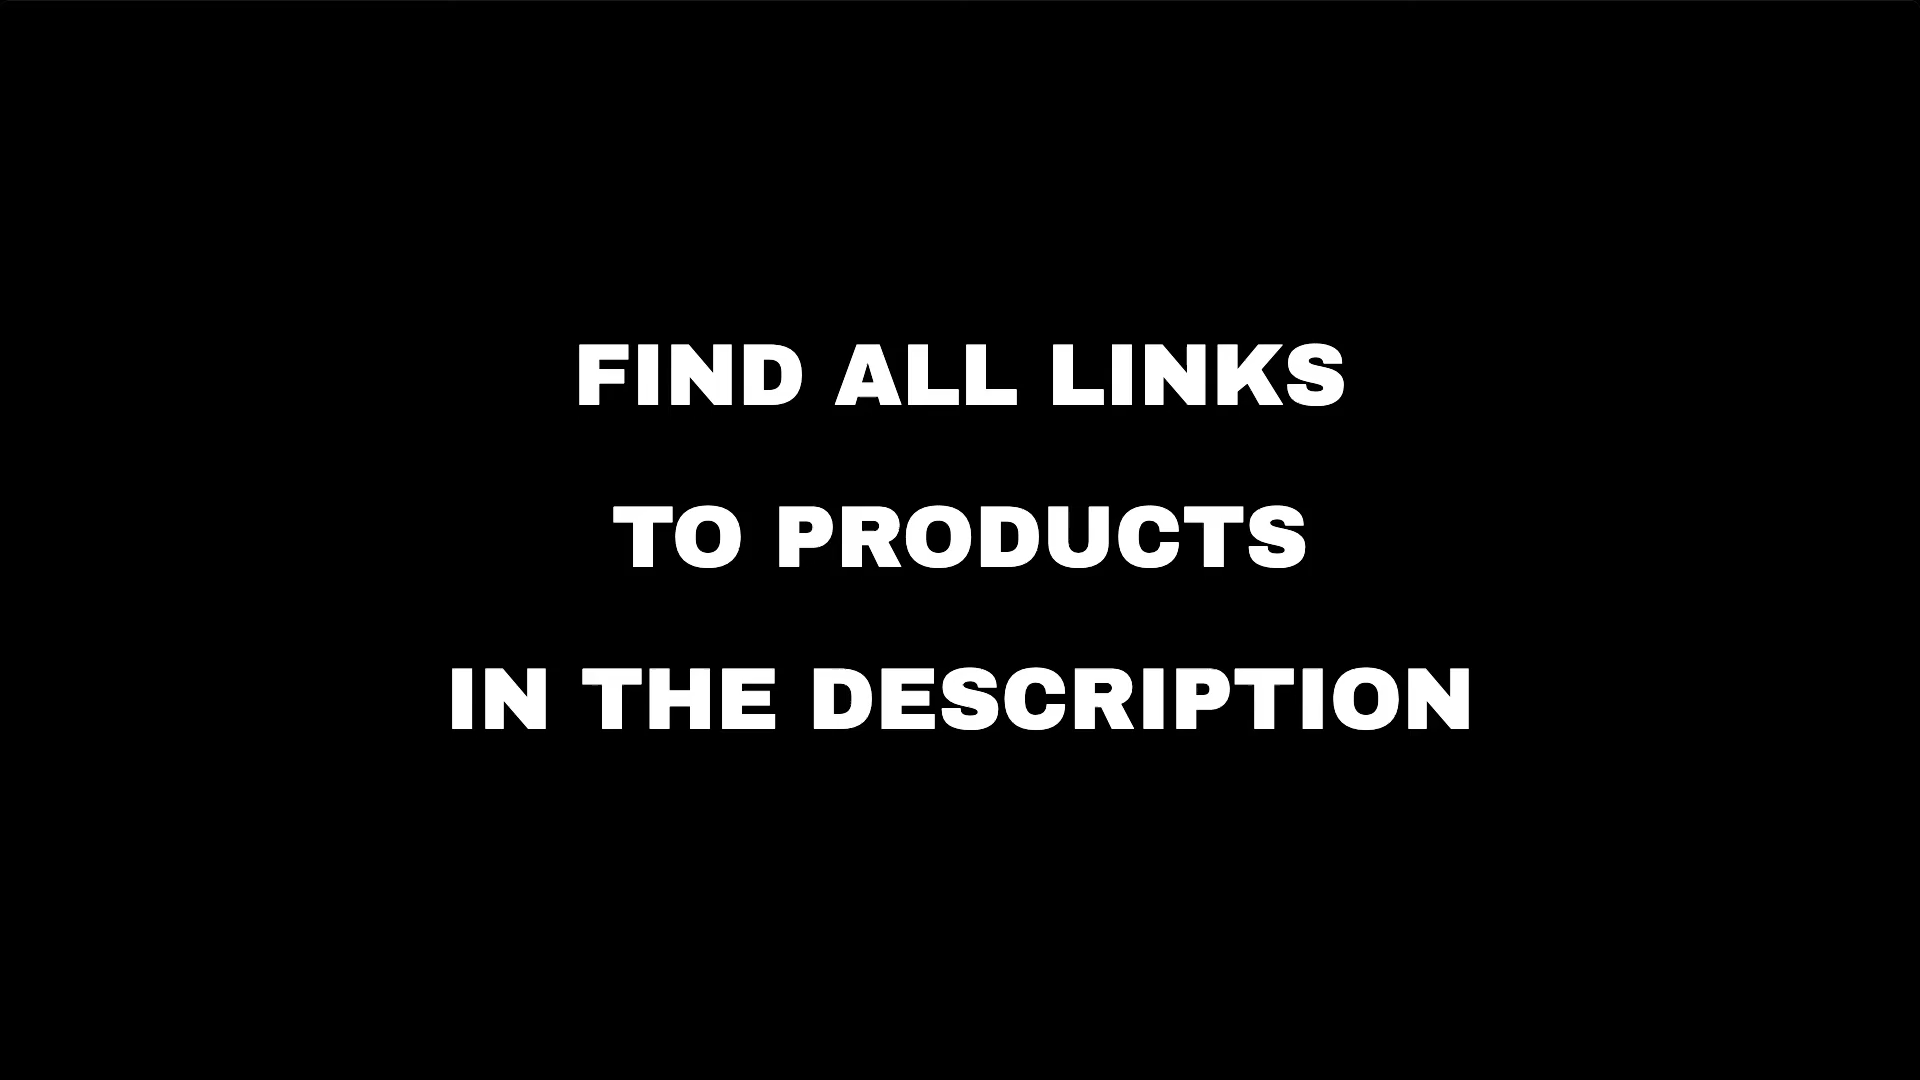 FIND ALL LINKS
TO PRODUCTS
IN THE DESCRIPTION